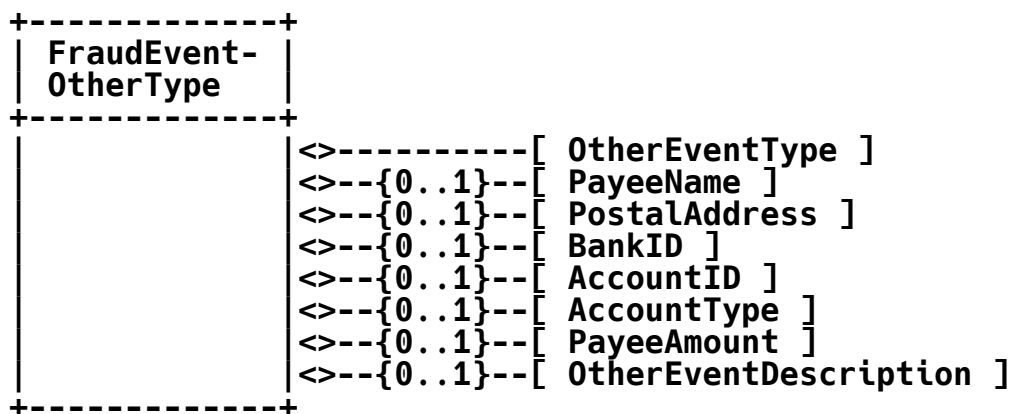 +-------------+
| FraudEvent- |
| OtherType   |
+-------------+
|             |<>----------[ OtherEventType ]
|             |<>--{0..1}--[ PayeeName ]
|             |<>--{0..1}--[ PostalAddress ]
|             |<>--{0..1}--[ BankID ]
|             |<>--{0..1}--[ AccountID ]
|             |<>--{0..1}--[ AccountType ]
|             |<>--{0..1}--[ PayeeAmount ]
|             |<>--{0..1}--[ OtherEventDescription ]
+-------------+